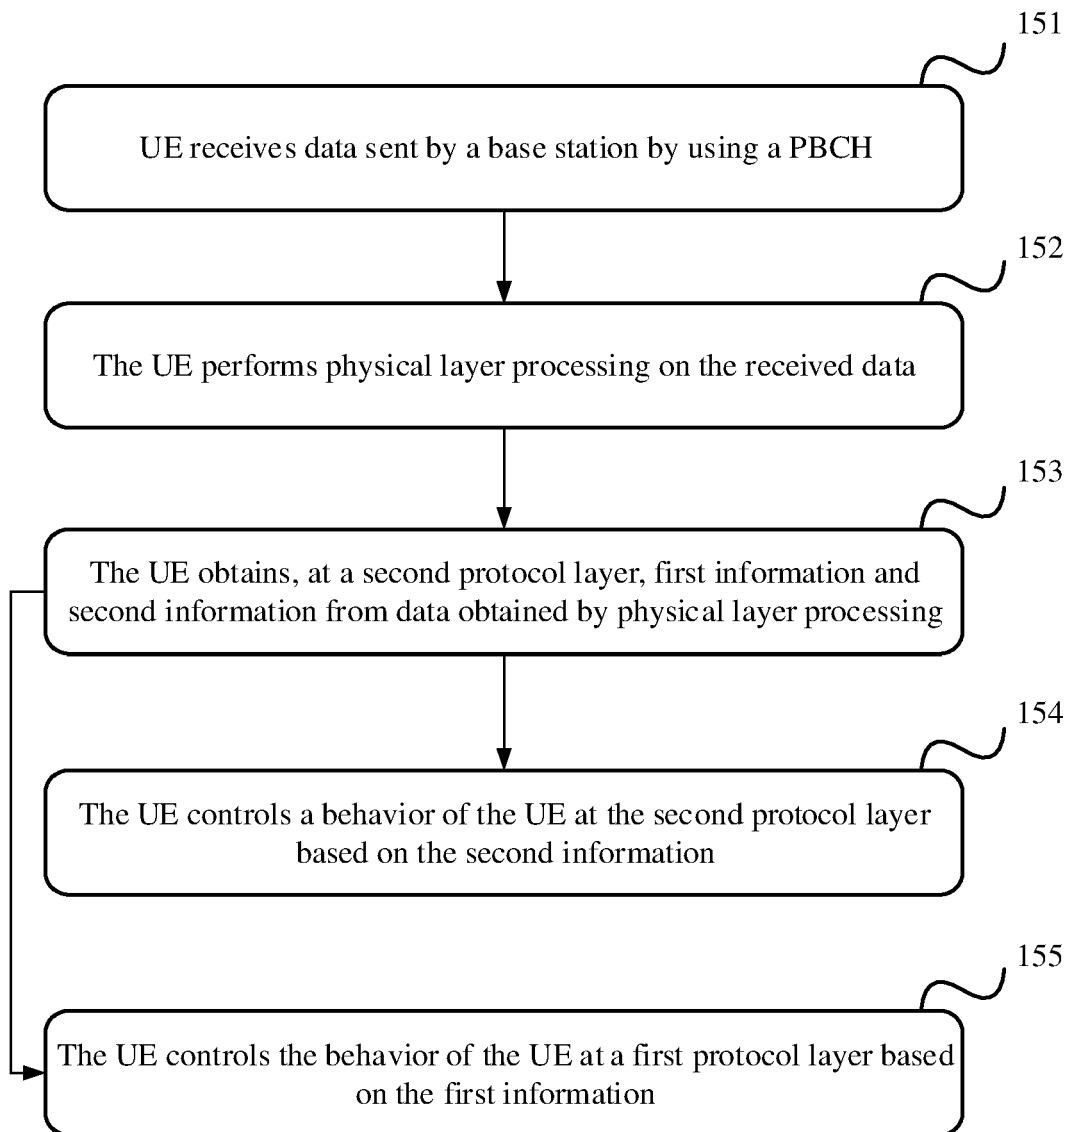 151
UE receives data sent by a base station by using a PBCH
152
The UE performs physical layer processing on the received data
153
The UE obtains, at a second protocol layer, first information and
second information from data obtained by physical layer processing
154
The UE controls a behavior of the UE at the second protocol layer
based on the second information
155
The UE controls the behavior of the UE at a first protocol layer based
on the first information